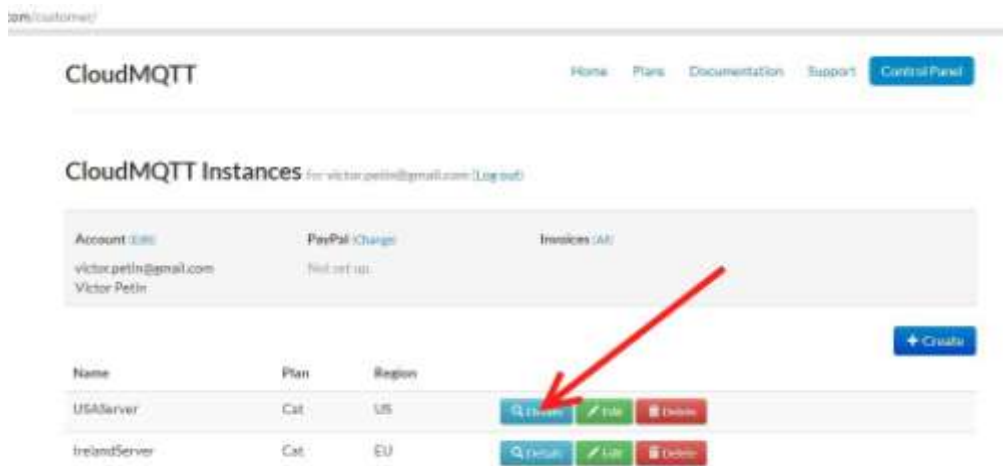 com/customer/
CloudMQTT
Home Plans Documentation Support Control Panel
CloudMQTT Instances for victor.petin@gmail.com (Log out)
Account (Edit) PayPal (Change) Invoices (All)
victor.petin@gmail.com Not set up
Victor Petin
+ Create
Name Plan Region
USAServer Cat US Details Edit Delete
IrelandServer Cat EU Details Edit Delete